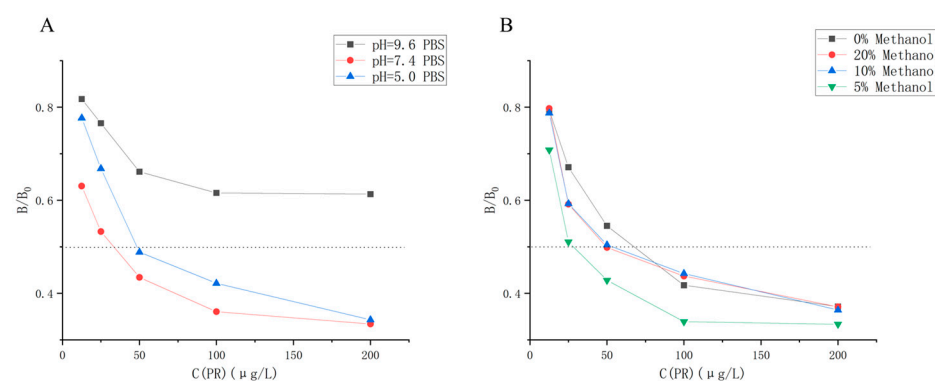 A
pH=9.6 PBS
pH=7.4 PBS
pH=5.0 PBS
0.8
0.6
0.4
B/B0
0
50
100
150
200
C(PR)(μg/L)
B
0% Methanol
20% Methano
10% Methano
5% Methanol
0.8
0.6
0.4
B/B0
0
50
100
150
200
C(PR)(μg/L)